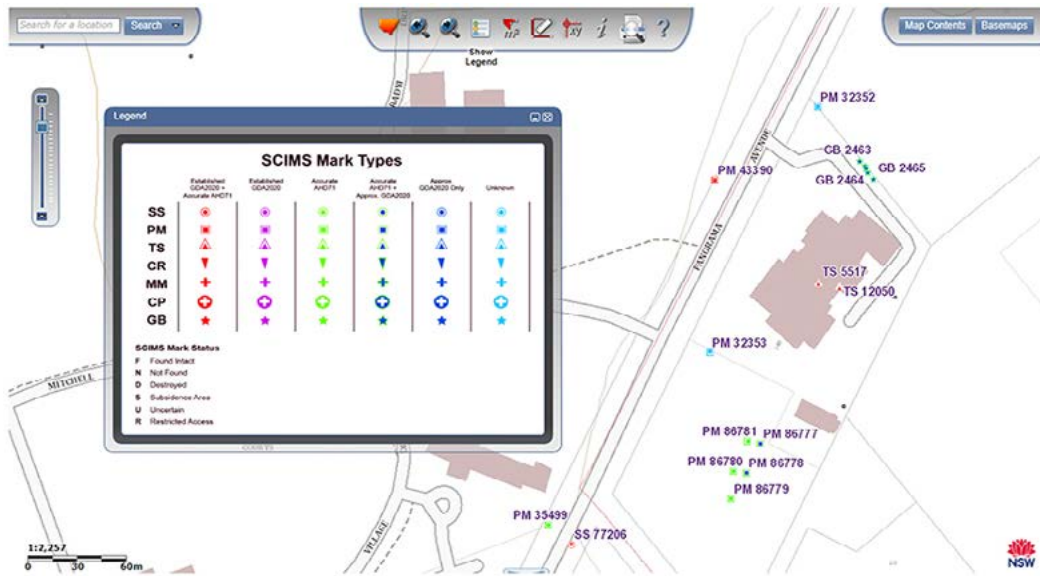 Search for a location
Search
Show
Legend
Map Contents
Basemaps
Legend
SCIMS Mark Types
Established
GDA2020 +
Accurate AHD71
Established
GDA2020
Accurate
AHD71
Accurate
AHD71 +
Approx. GDA2020
Approx
GDA2020 Only
Unknown
SS
PM
TS
CR
MM
CP
GB
SCIMS Mark Status
F Found Intact
N Not Found
D Destroyed
S Subsidence Area
U Uncertain
R Restricted Access
PM 32352
AVENUE
GB 2463
GB 2465
GB 2464
PM 43390
PANORAMA
TS 5517
TS 12050
PM 32353
MITCHELL
PM 86781
PM 86777
PM 86780
PM 86778
PM 86779
PM 35499
SS 77206
COURTS
VILLAGE
1:2,257
0 30 60m
NSW